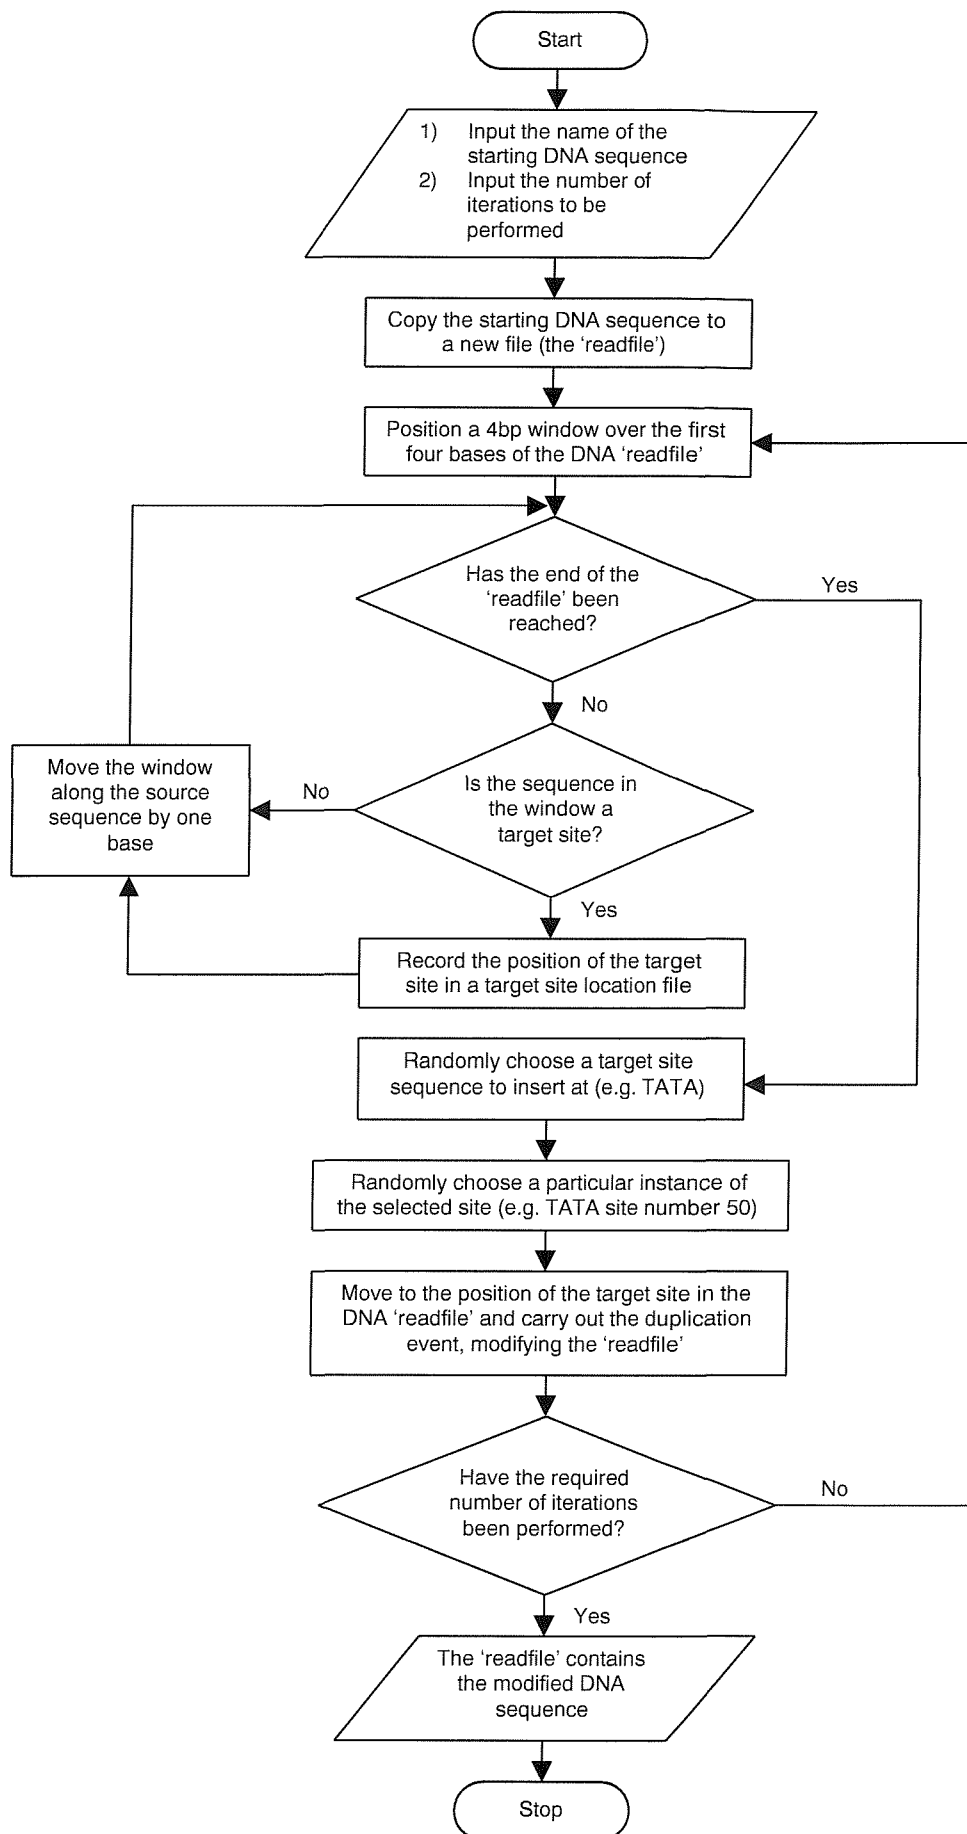 Start
1) Input the name of the
starting DNA sequence
2) Input the number of
iterations to be
performed
Copy the starting DNA sequence to
a new file (the ‘readfile’)
Position a 4bp window over the first
four bases of the DNA ‘readfile’
Has the end of the
‘readfile’ been
reached?
Yes
No
Move the window
along the source
sequence by one
base
No
Is the sequence in
the window a
target site?
Yes
Record the position of the target
site in a target site location file
Randomly choose a target site
sequence to insert at (e.g. TATA)
Randomly choose a particular instance of
the selected site (e.g. TATA site number 50)
Move to the position of the target site in the
DNA ‘readfile’ and carry out the duplication
event, modifying the ‘readfile’
Have the required
number of iterations
been performed?
No
Yes
The ‘readfile’ contains
the modified DNA
sequence
Stop